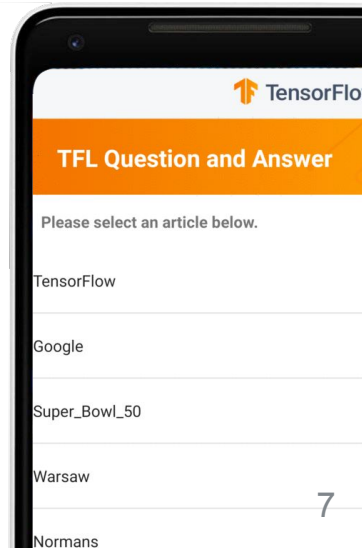 TensorFlo
TFL Question and Answer
Please select an article below.
TensorFlow
Google
Super_Bowl_50
Warsaw
7
Normans